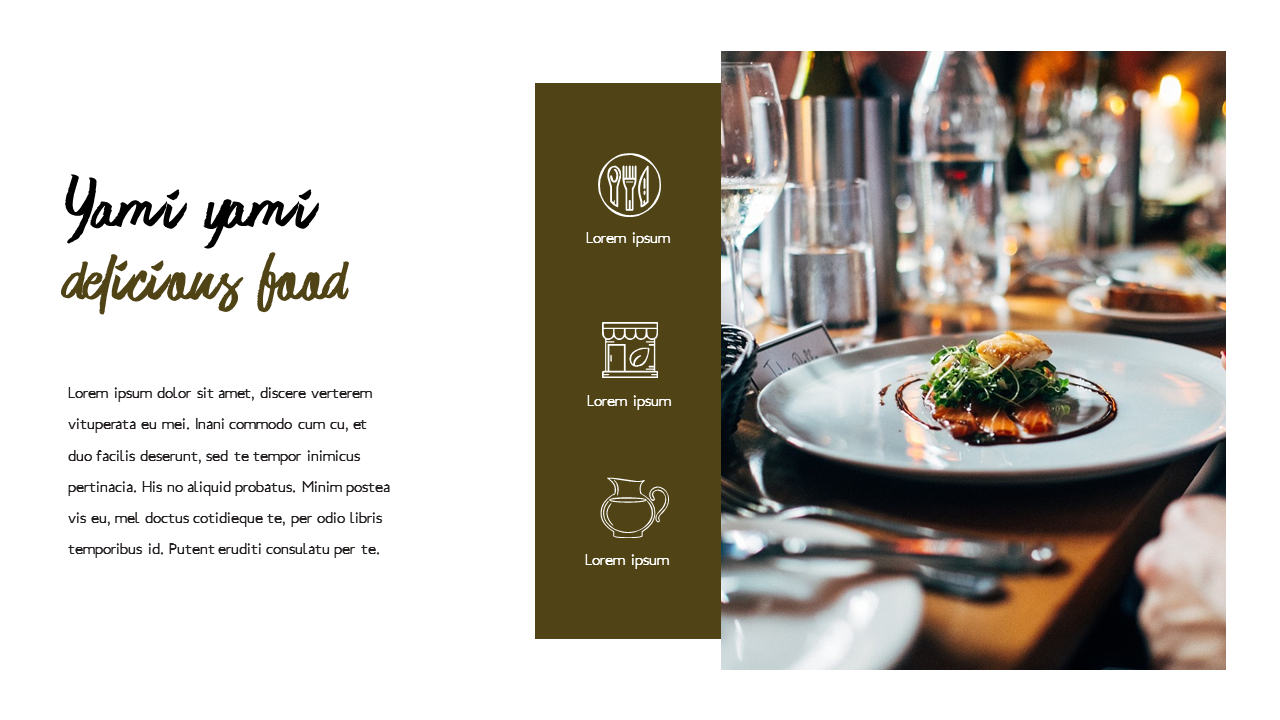 Yami yami
delicious food
Lorem ipsum dolor sit amet, discere verterem
vituperata eu mei. Inani commodo cum cu, et
duo facilis deserunt, sed te tempor inimicus
pertinacia. His no aliquid probatus. Minim postea
vis eu, mel doctus cotidieque te, per odio libris
temporibus id. Putent eruditi consulatu per te.
Lorem ipsum
Lorem ipsum
Lorem ipsum